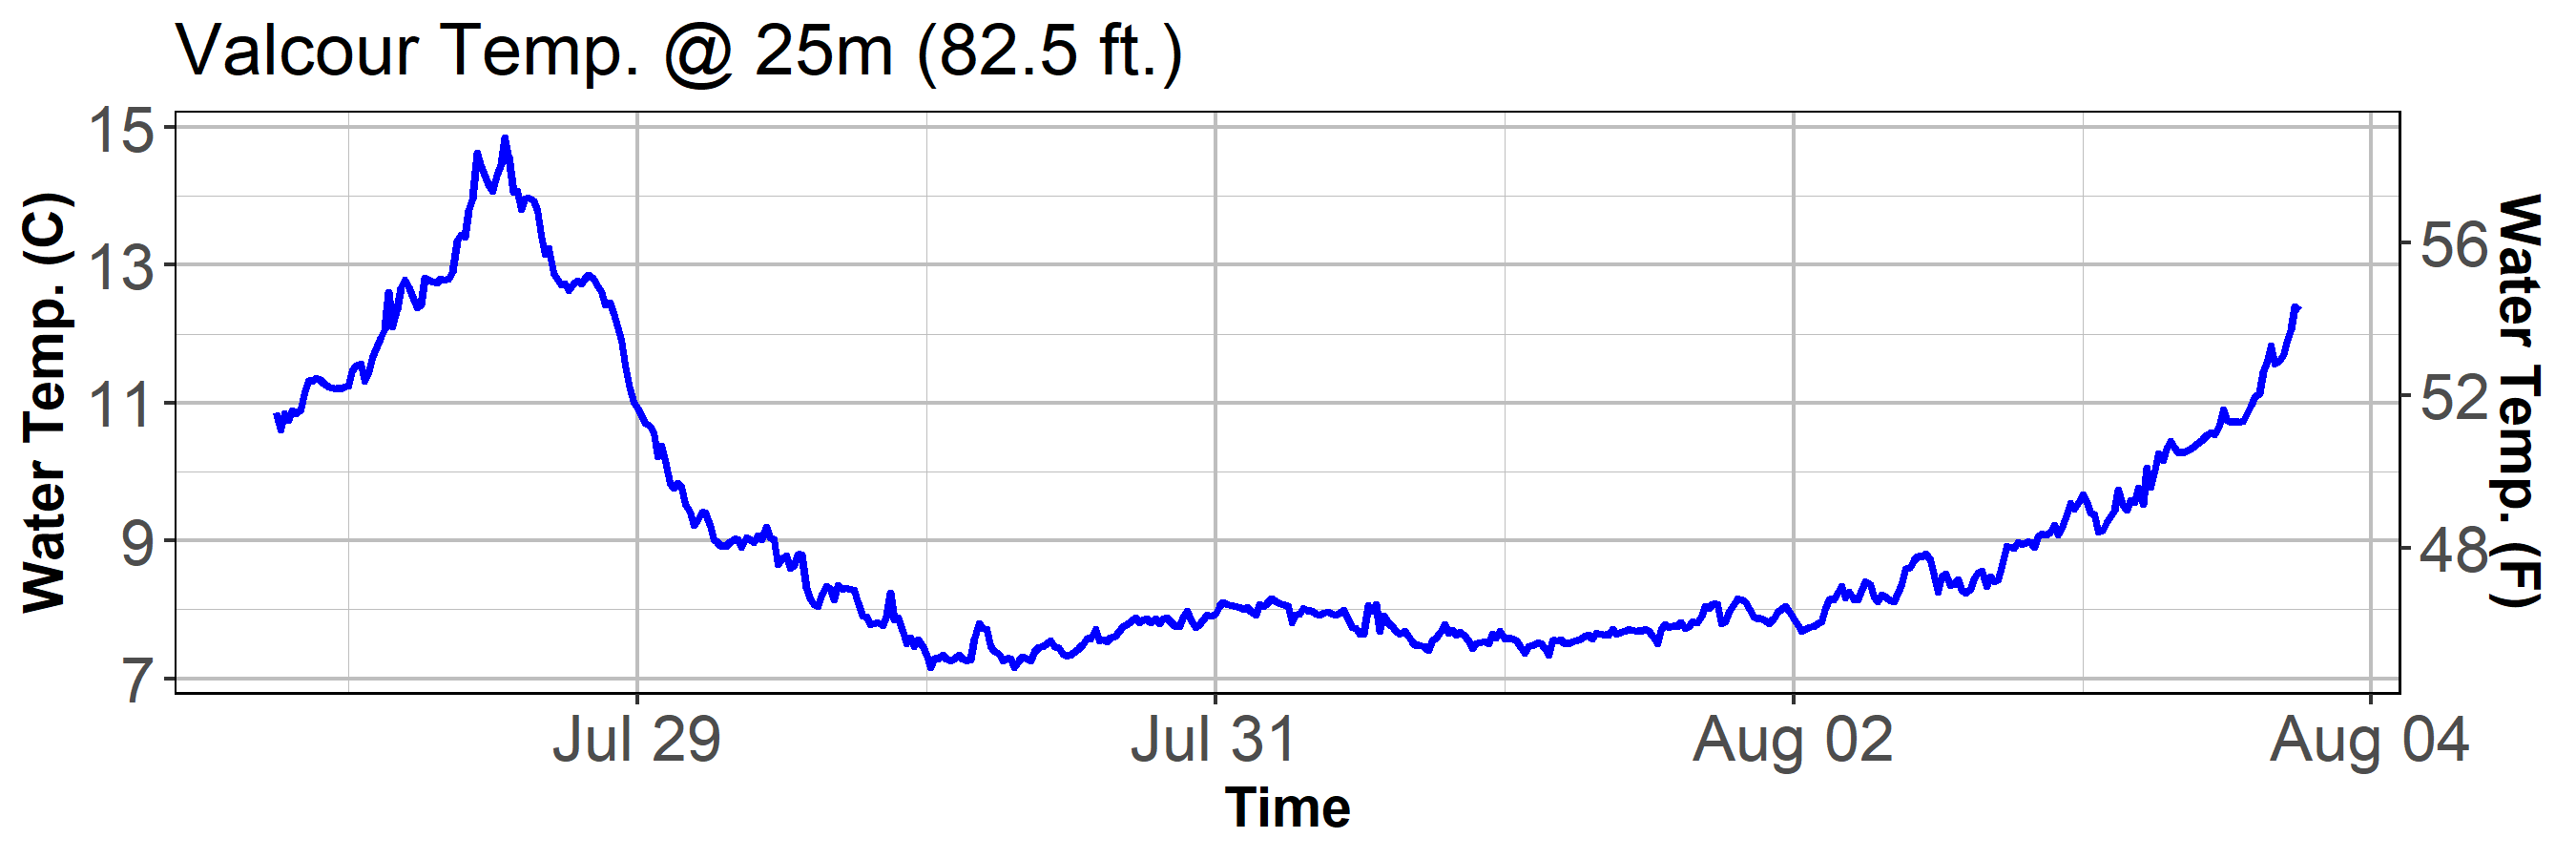 Valcour Temp. @ 25m (82.5 ft.)
Water Temp. (C)
15
13
11
9
7
56
52
48
Water Temp. (F)
Jul 29
Jul 31
Aug 02
Aug 04
Time